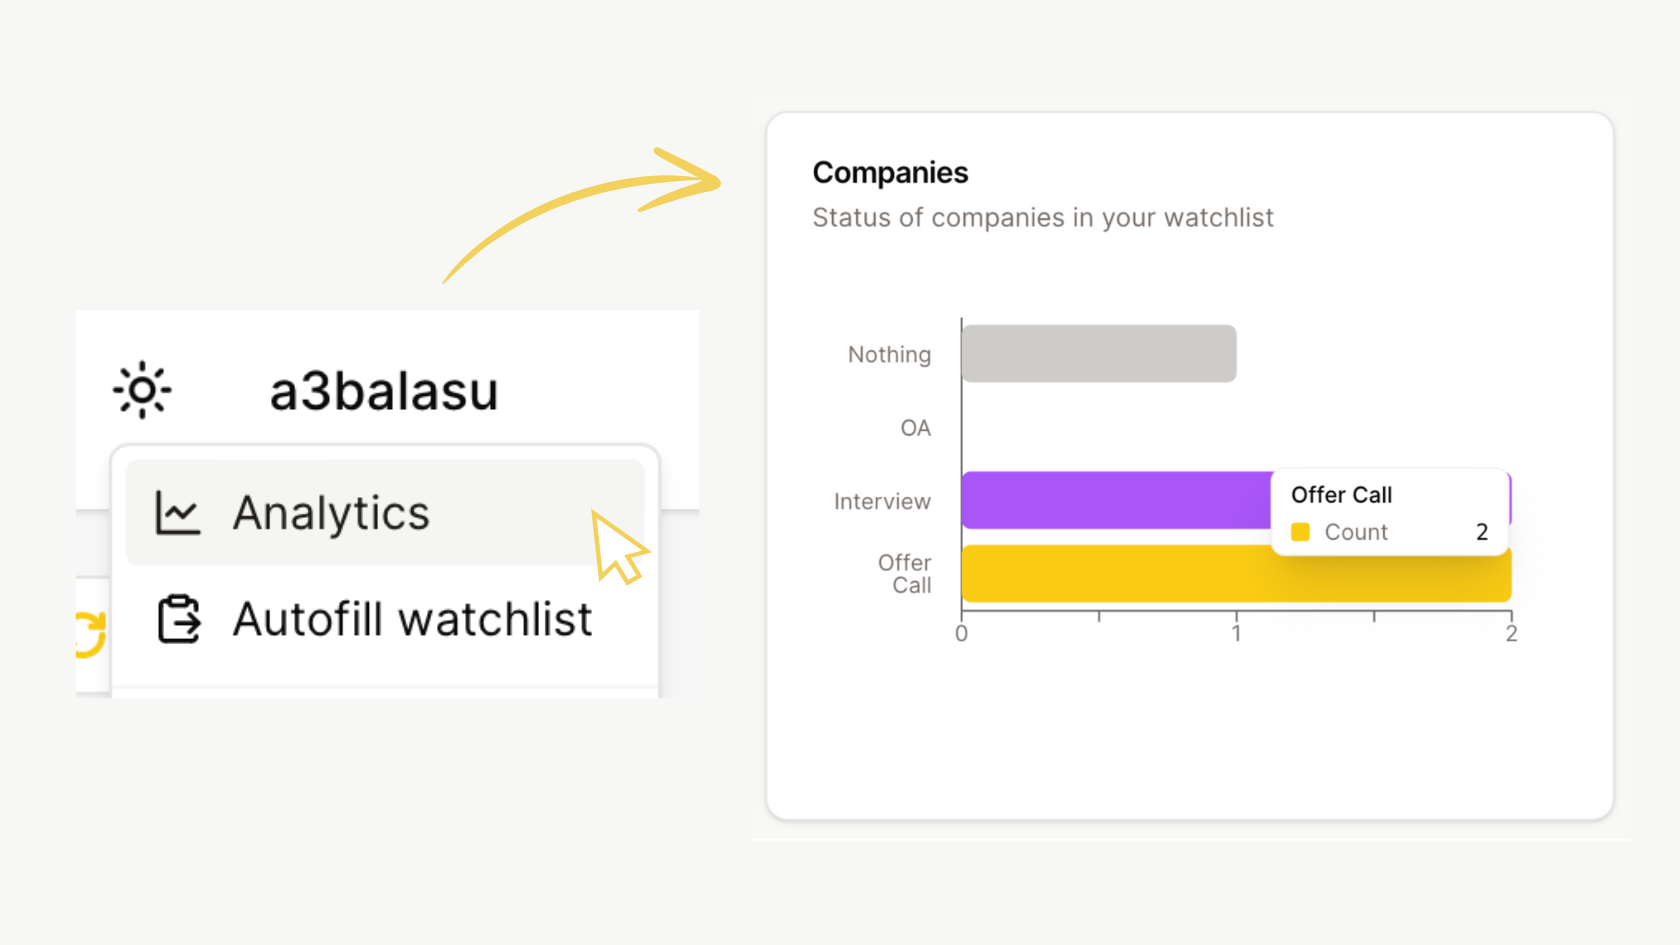 a3balasu
Analytics
Autofill watchlist
Companies
Status of companies in your watchlist
Nothing
OA
Interview
Offer
Call
Offer Call
Count 2
0 1 2